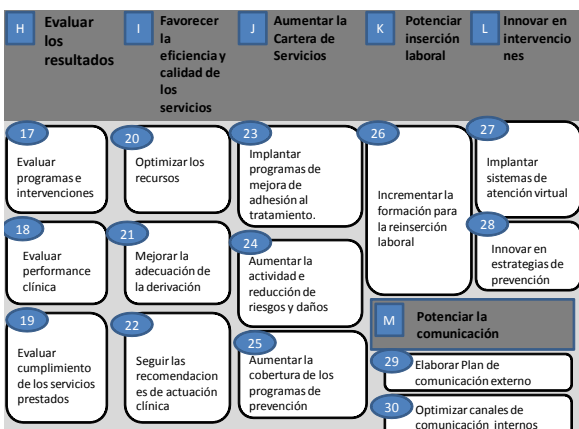 H
Evaluar
los
resultados
I
Favorecer
la
eficiencia y
calidad de
los
servicios
J
Aumentar la
Cartera de
Servicios
K
Potenciar
inserción
laboral
L
Innovar en
intervencio
nes
17
Evaluar
programas e
intervenciones
18
Evaluar
performance
clínica
19
Evaluar
cumplimiento
de los servicios
prestados
20
Optimizar los
recursos
21
Mejorar la
adecuación de
la derivación
22
Seguir las
recomendacion
es de actuación
clínica
23
Implantar
programas de
mejora de
adhesión al
tratamiento.
24
Aumentar la
actividad e
reducción de
riesgos y daños
25
Aumentar la
cobertura de los
programas de
prevención
26
Incrementar la
formación para
la reinserción
laboral
27
Implantar
sistemas de
atención virtual
28
Innovar en
estrategias de
prevención
M
Potenciar la
comunicación
29
Elaborar Plan de
comunicación externo
30
Optimizar canales de
comunicación internos